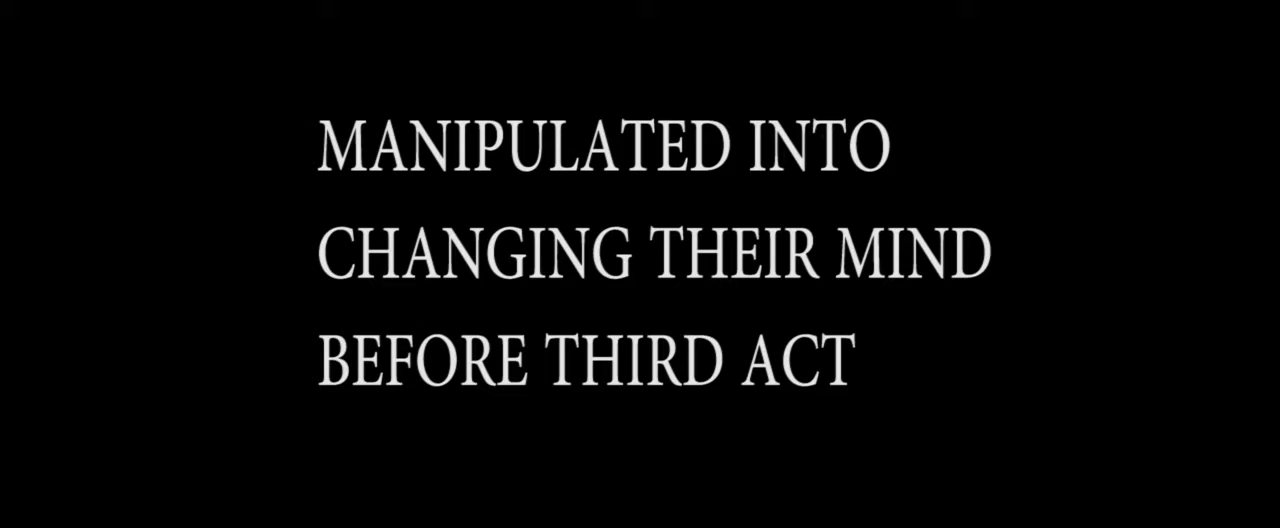 MANIPULATED INTO
CHANGING THEIR MIND
BEFORE THIRD ACT